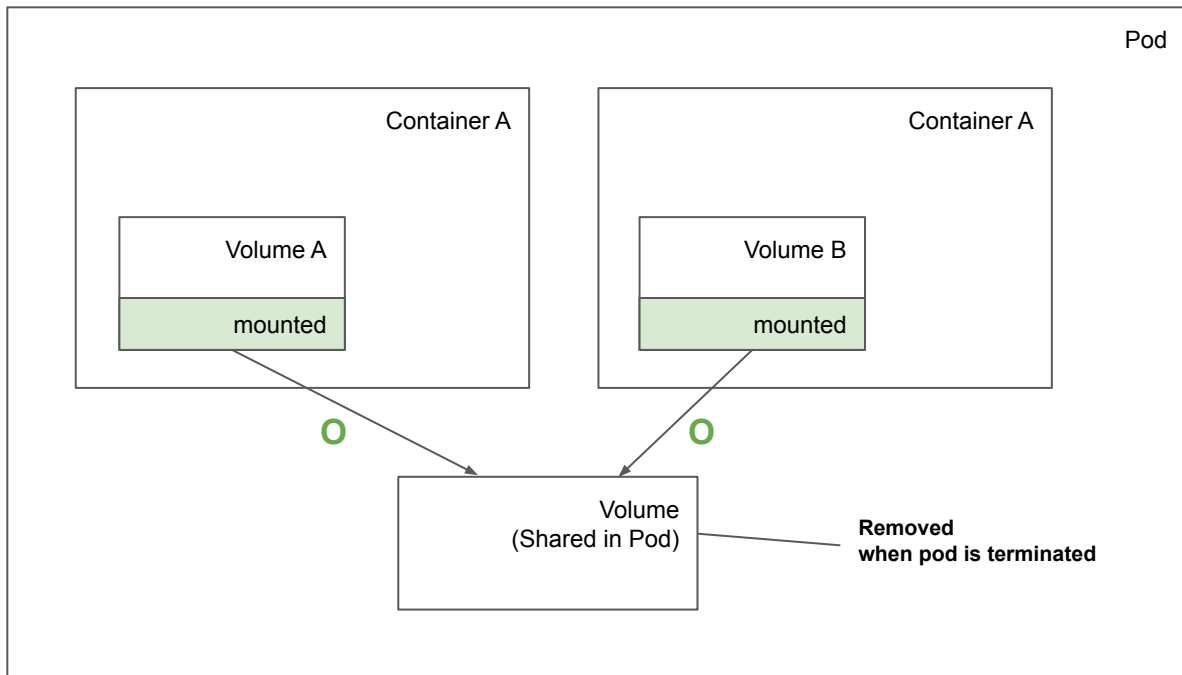 Pod
Container A
Container A
Volume A
mounted
Volume B
mounted
O
O
Volume
(Shared in Pod)
Removed
when pod is terminated